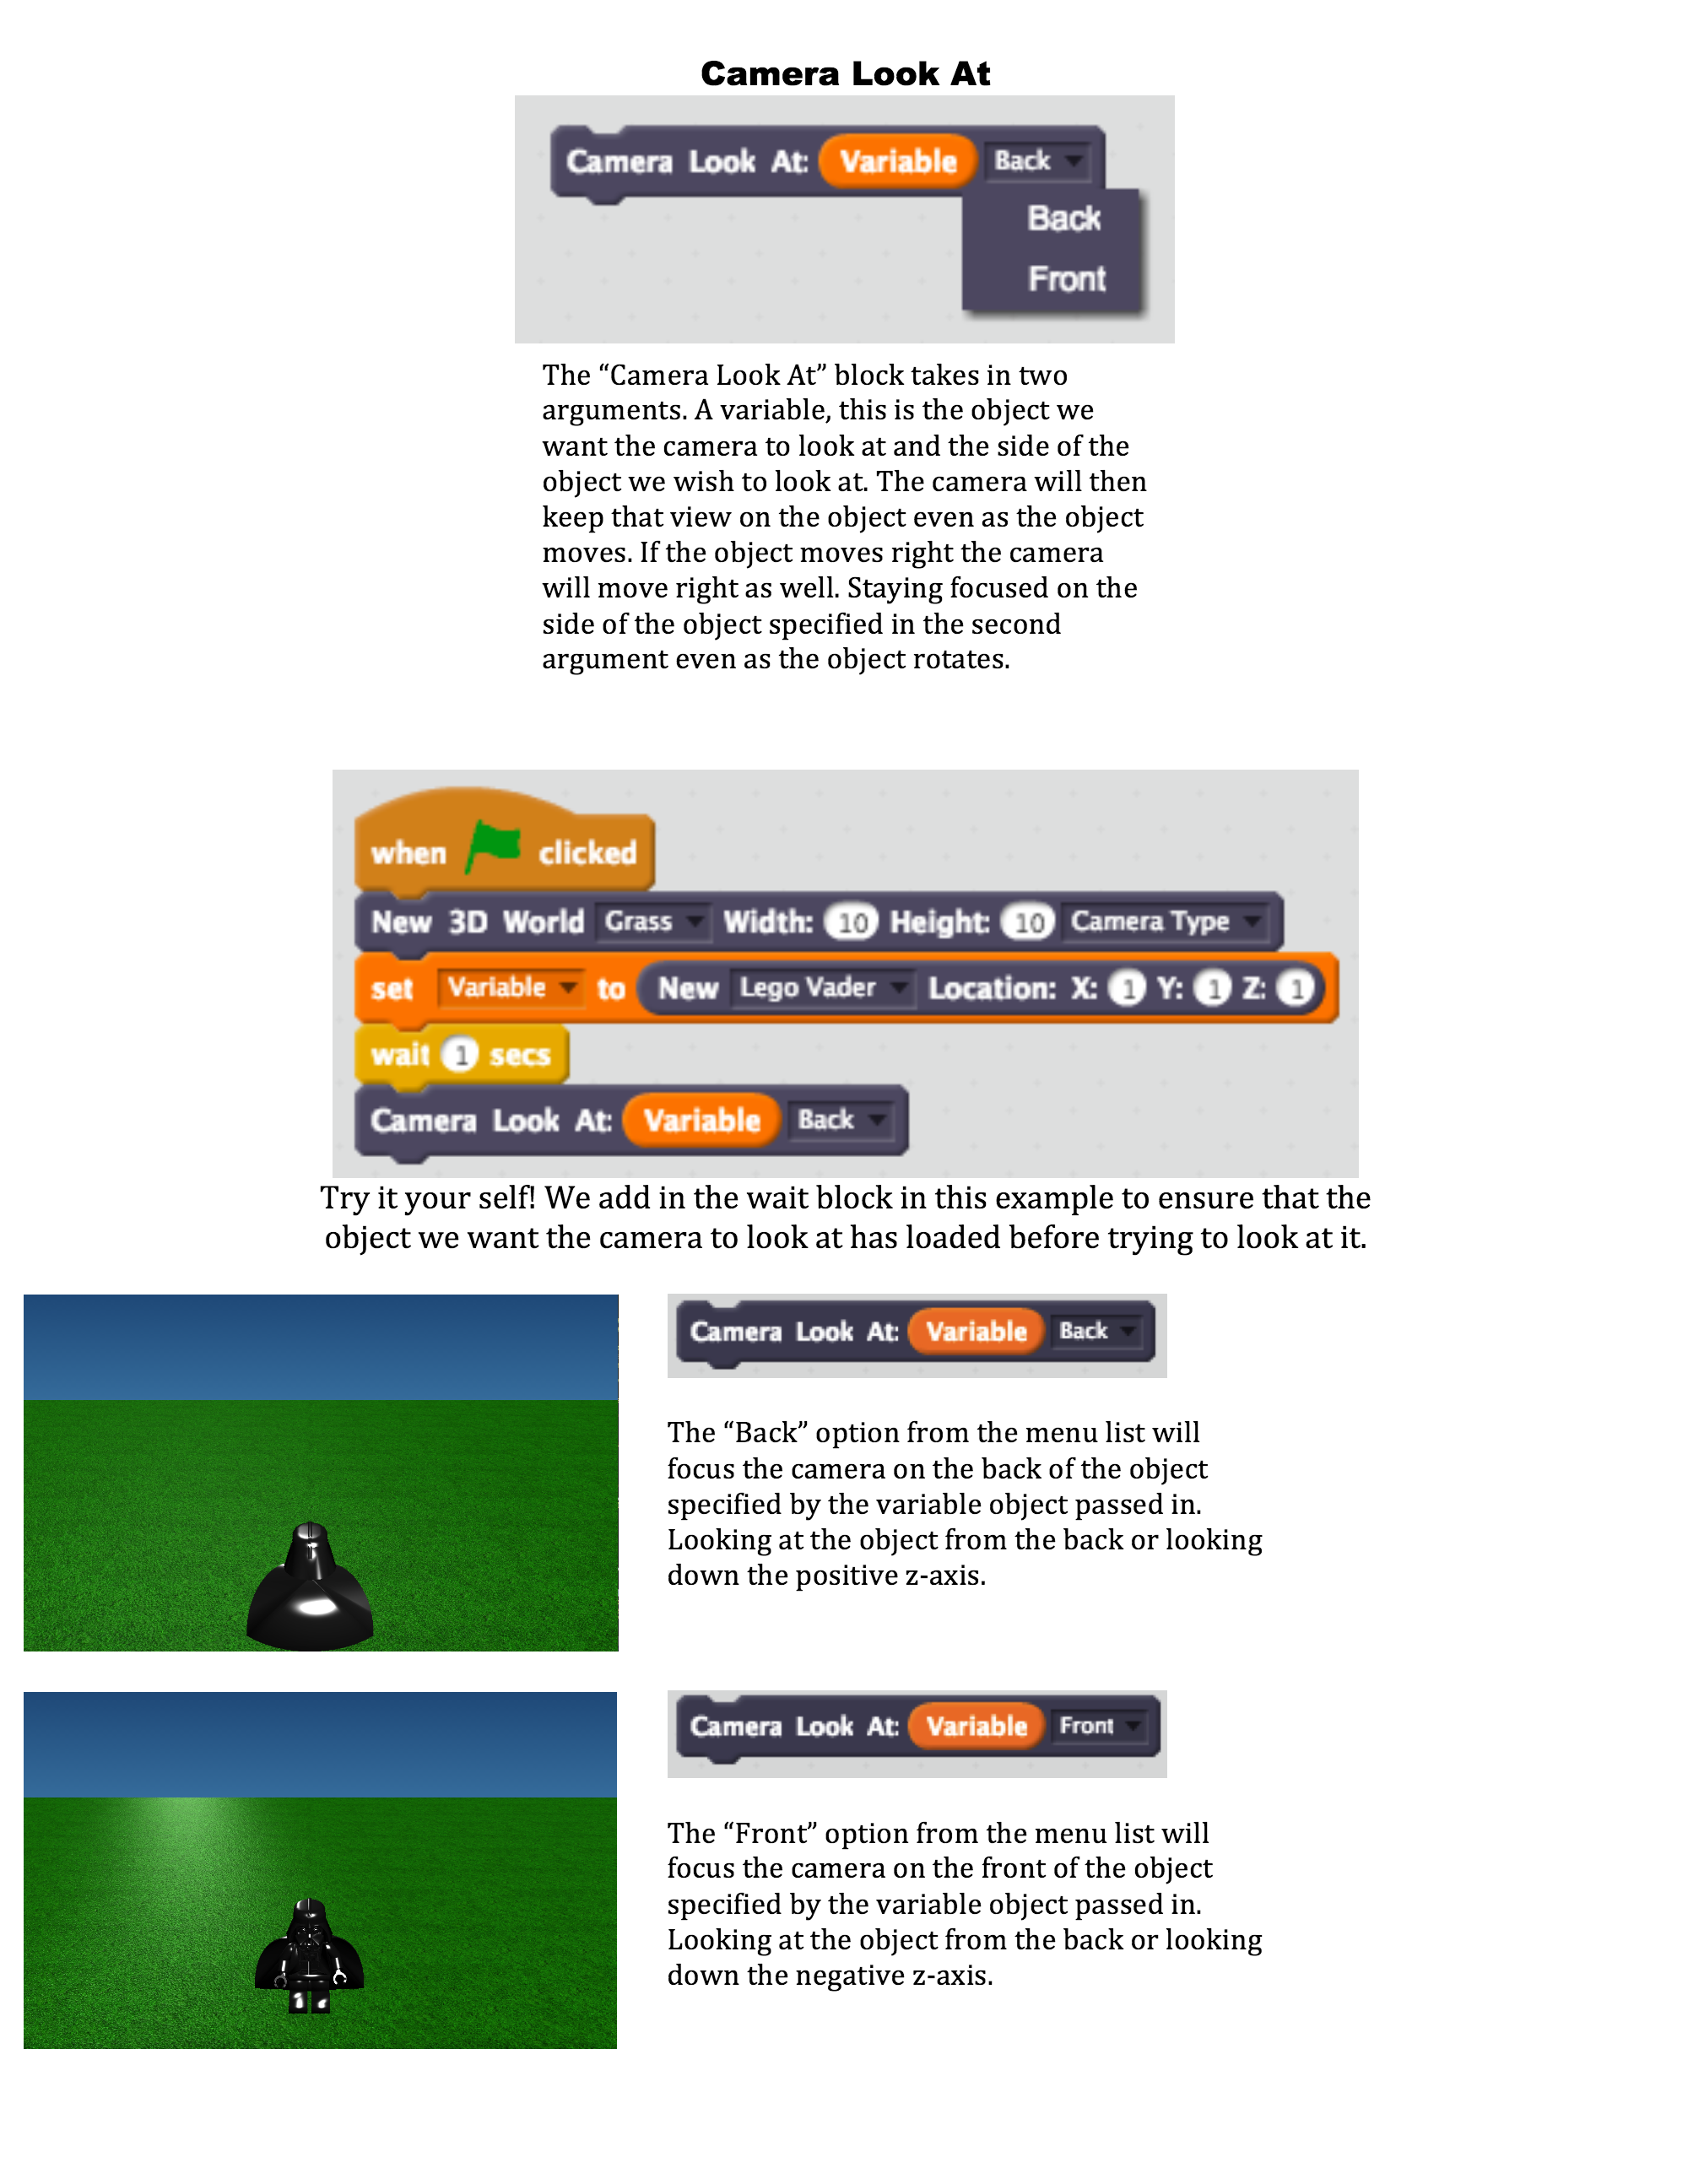 Camera Look At
Camera Look At: Variable Back
Back
Front
The “Camera Look At” block takes in two
arguments. A variable, this is the object we
want the camera to look at and the side of the
object we wish to look at. The camera will then
keep that view on the object even as the object
moves. If the object moves right the camera
will move right as well. Staying focused on the
side of the object specified in the second
argument even as the object rotates.
when clicked
New 3D World Grass Width: 10 Height: 10 Camera Type
set Variable to New Lego Vader Location: X: 1 Y: 1 Z: 1
wait 1 secs
Camera Look At: Variable Back
Try it your self! We add in the wait block in this example to ensure that the
object we want the camera to look at has loaded before trying to look at it.
Camera Look At: Variable Back
The “Back” option from the menu list will
focus the camera on the back of the object
specified by the variable object passed in.
Looking at the object from the back or looking
down the positive z-axis.
Camera Look At: Variable Front
The “Front” option from the menu list will
focus the camera on the front of the object
specified by the variable object passed in.
Looking at the object from the back or looking
down the negative z-axis.